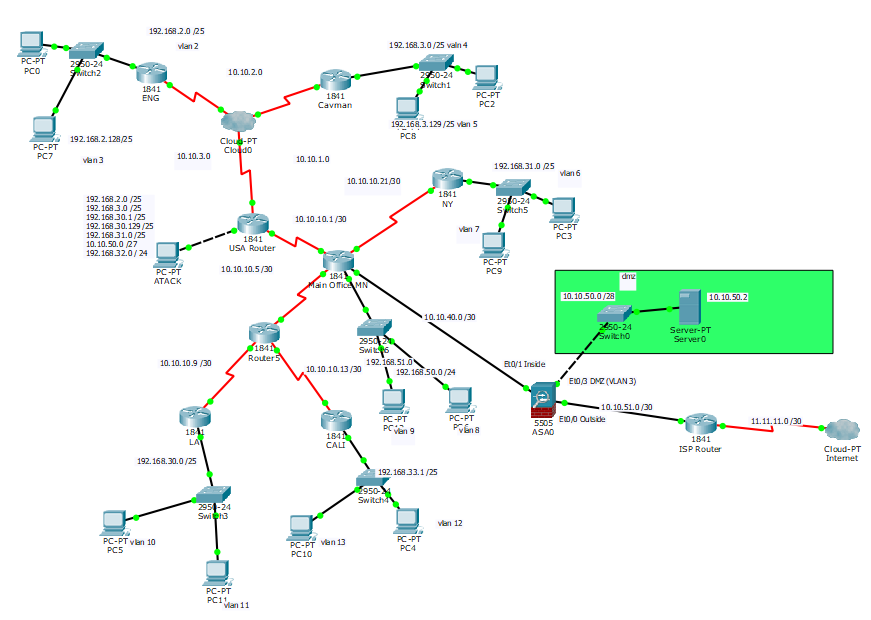 192.168.2.0 /25
vlan 2
PC-PT
PC0
2950-24
Switch2
1841
ENG
PC-PT
PC7
192.168.2.128/25
vlan 3
10.10.2.0
Cloud-PT
Cloud0
10.10.3.0
10.10.1.0
1841
Cavman
192.168.3.0 /25 valn 4
2950-24
Switch1
PC-PT
PC2
PC8
192.168.3.129 /25 vlan 5
192.168.2.0 /25
192.168.3.0 /25
192.168.30.1 /25
192.168.30.129 /25
192.168.31.0 /25
10.10.50.0 /27
192.168.32.0 / 24
PC-PT
ATACK
1841
USA Router
10.10.10.1 /30
10.10.10.21/30
1841
NY
192.168.31.0 /25
vlan 6
2950-24
Switch5
PC-PT
PC3
vlan 7
PC-PT
PC9
1841
Main Office MN
10.10.10.5 /30
10.10.40.0 /30
dmz
10.10.50.0 /28
10.10.50.2
2950-24
Switch0
Server-PT
Server0
1841
Router5
10.10.10.9 /30
10.10.10.13 /30
2950-24
Switch6
192.168.51.0
192.168.50.0 /24
PC-PT
vlan 9
PC-PT
vlan 8
Et0/1 Inside
Et0/3 DMZ (VLAN 3)
Et0/0 Outside
5505
ASA0
10.10.51.0 /30
1841
ISP Router
11.11.11.0 /30
Cloud-PT
Internet
1841
LA
1841
CALI
192.168.30.0 /25
2950-24
Switch3
PC-PT
PC5
vlan 10
PC-PT
PC11
vlan 11
192.168.33.1 /25
2950-24
Switch4
PC-PT
PC10
vlan 13
PC-PT
PC4
vlan 12